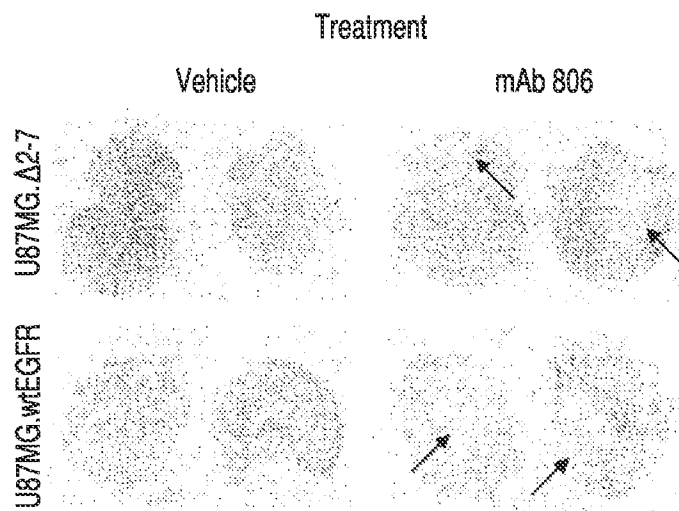 Treatment
Vehicle
mAb 806
U87MG.Δ2-7
U87MG.wtEGFR